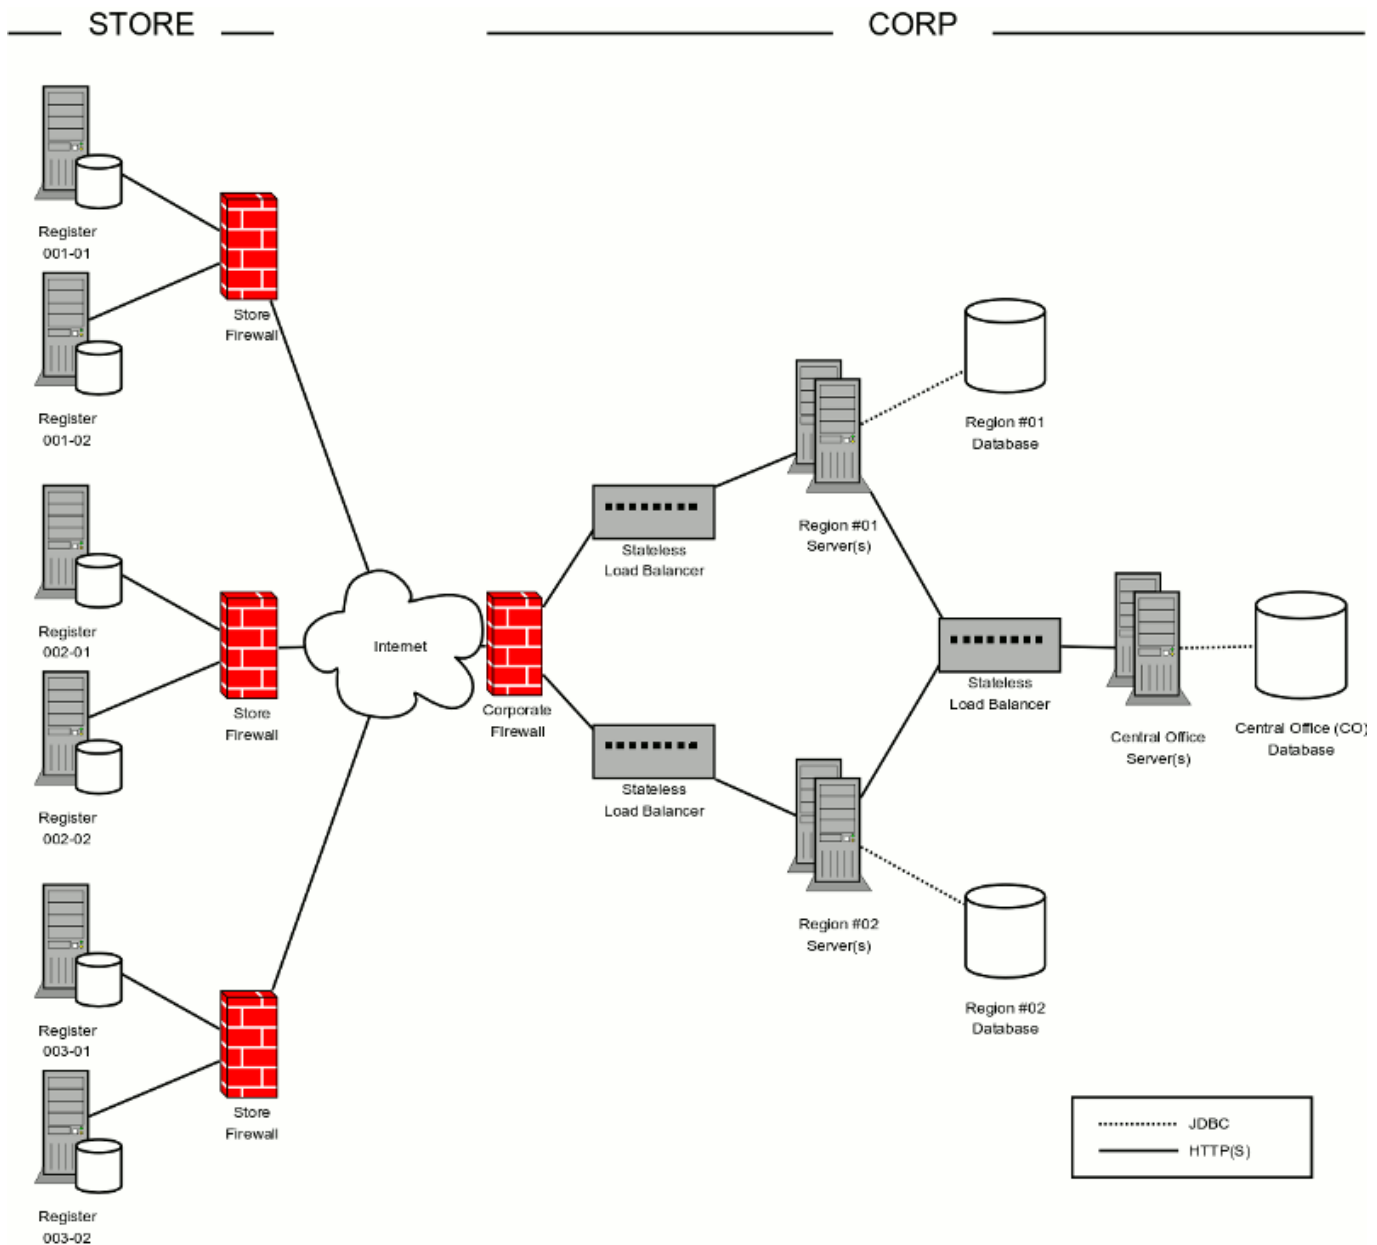 STORE
CORP
Register
001-01
Store
Firewall
Register
001-02
Region #01
Database
Region #01
Server(s)
Stateless
Load Balancer
Register
002-01
Internet
Store
Firewall
Corporate
Firewall
Stateless
Load Balancer
Central Office
Server(s)
Central Office (CO)
Database
Stateless
Load Balancer
Register
002-02
Region #02
Server(s)
Region #02
Database
Register
003-01
Store
Firewall
Register
003-02
JDBC
HTTP(S)